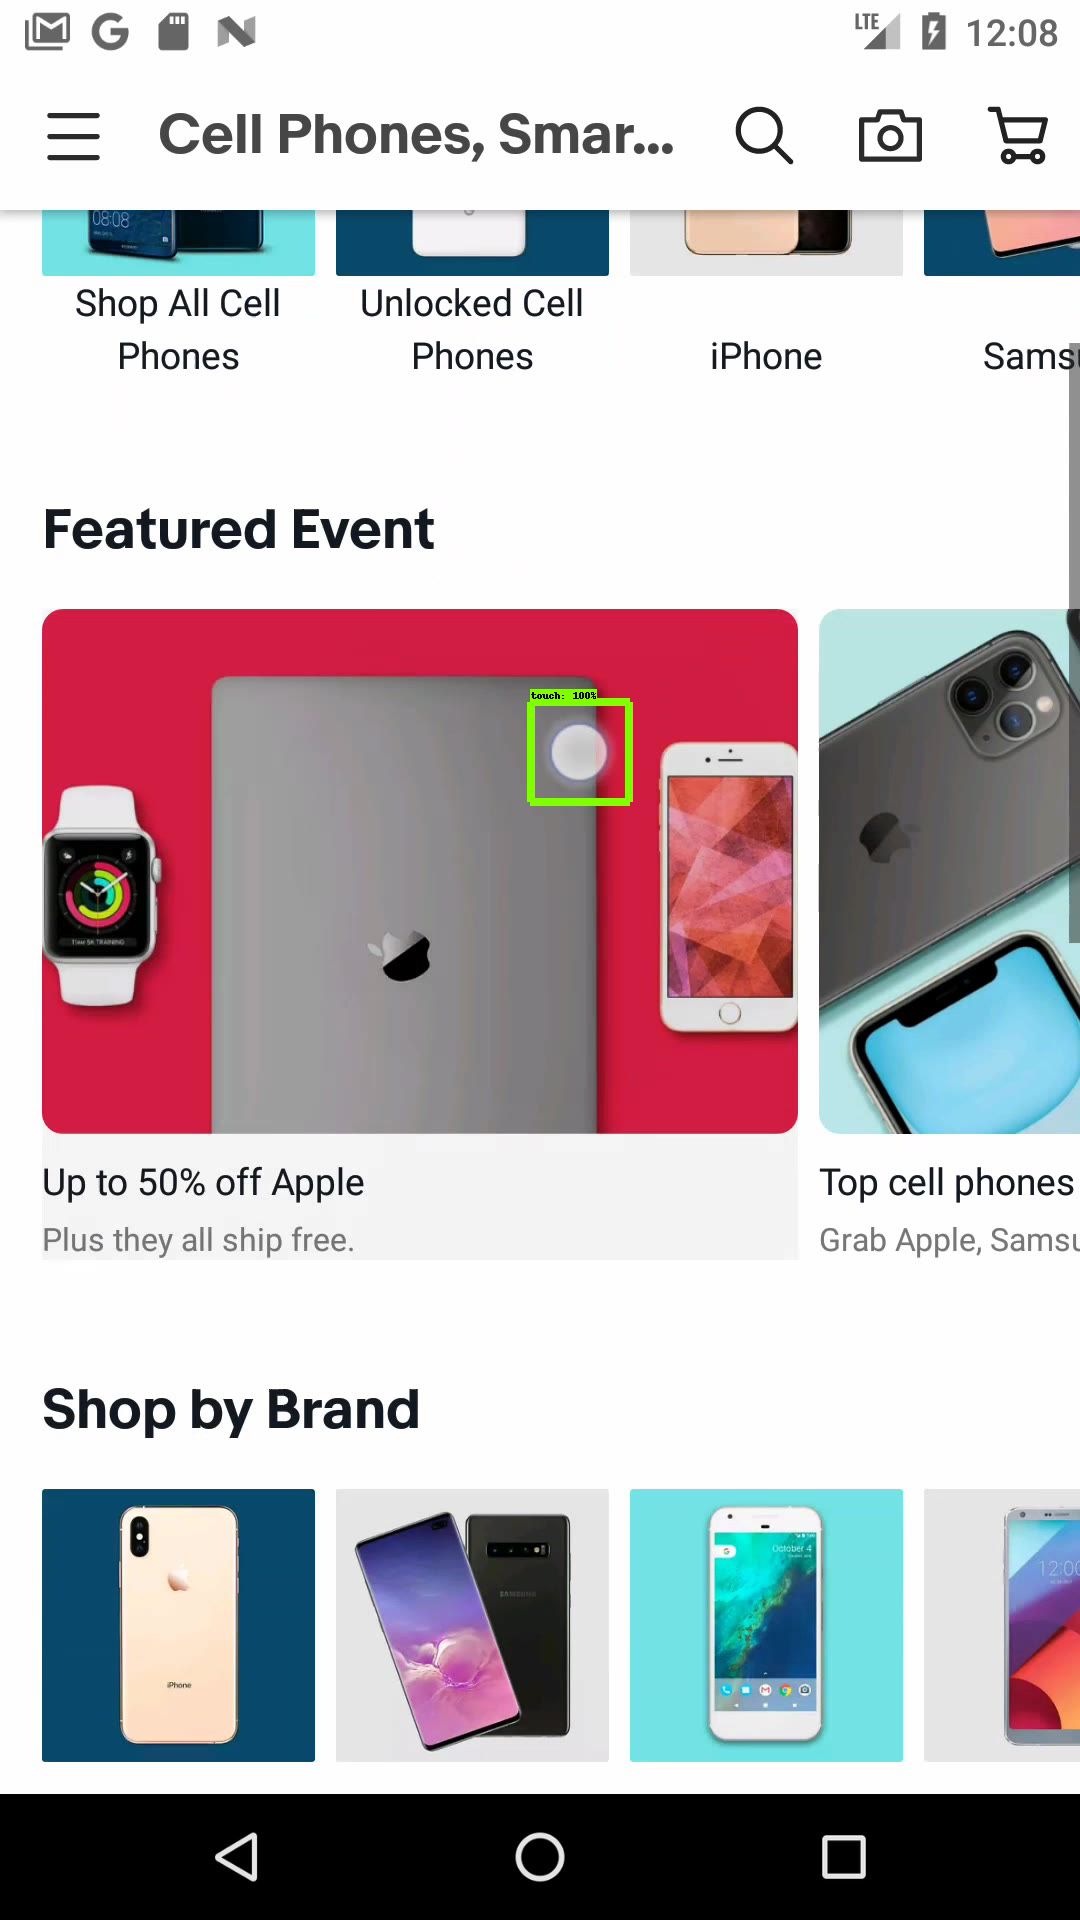 LTE 12:08
Cell Phones, Smar...
08:08
Shop All Cell Phones
Unlocked Cell Phones
iPhone
Samsu
Featured Event
touch: 100%
Up to 50% off Apple
Plus they all ship free.
Top cell phones
Grab Apple, Samsu
Shop by Brand
iPhone
SAMSUNG
October 4
12:00